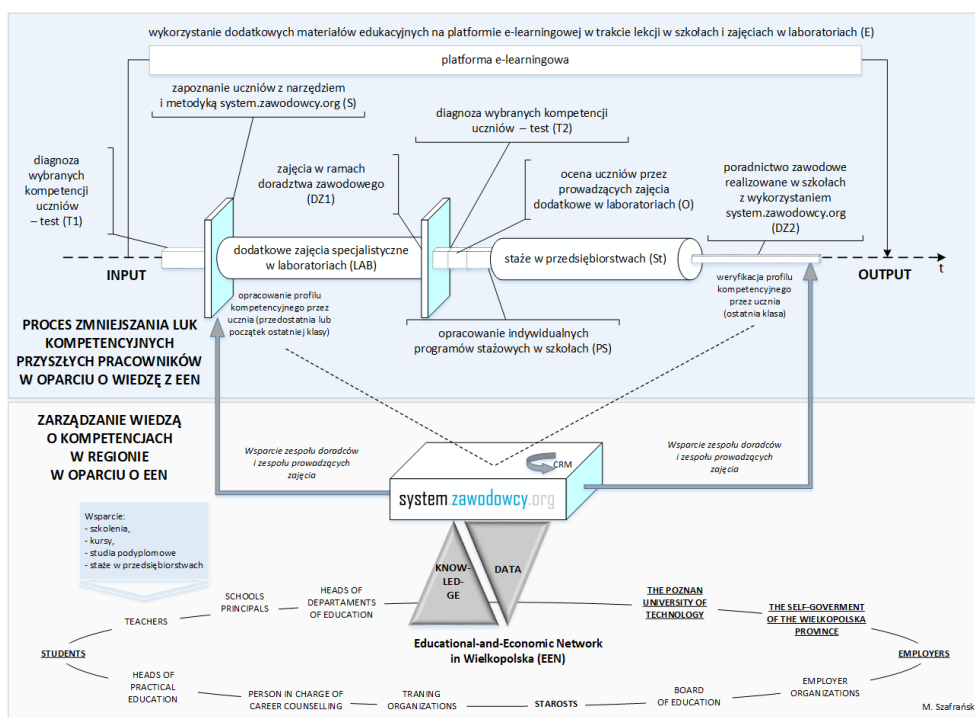 wykorzystanie dodatkowych materiałów edukacyjnych na platformie e-learningowej w trakcie lekcji w szkołach i zajęciach w laboratoriach (E)
platforma e-learningowa
zapoznanie uczniów z narzędziem
i metodyką system.zawodowcy.org (S)
diagnoza wybranych kompetencji
uczniów – test (T2)
diagnoza
wybranych
kompetencji
uczniów
– test (T1)
zajęcia w ramach
doradztwa zawodowego
(DZ1)
ocena uczniów przez
prowadzących zajęcia
dodatkowe w laboratoriach (O)
poradnictwo zawodowe
realizowane w szkołach
z wykorzystaniem
system.zawodowcy.org
(DZ2)
INPUT
dodatkowe zajęcia specjalistyczne
w laboratoriach (LAB)
staże w przedsiębiorstwach (St)
OUTPUT
t
opracowanie profilu
kompetencyjnego przez
ucznia (przedostatnia lub
początek ostatniej klasy)
weryfikacja profilu
kompetencyjnego
przez ucznia
(ostatnia klasa)
opracowanie indywidualnych
programów stażowych w szkołach (PS)
PROCES ZMNIEJSZANIA LUK
KOMPETENCYJNYCH
PRZYSZŁYCH PRACOWNIKÓW
W OPARCIU O WIEDZĘ Z EEN
ZARZĄDZANIE WIEDZĄ
O KOMPETENCJACH
W REGIONIE
W OPARCIU O EEN
Wsparcie zespołu doradców
i zespołu prowadzących
zajęcia
Wsparcie zespołu doradców
i zespołu prowadzących
zajęcia
CRM
system.zawodowcy.org
Wsparcie:
- szkolenia,
- kursy,
- studia podyplomowe
- staże w przedsiębiorstwach
KNOW-
LED-
GE
DATA
TEACHERS
SCHOOLS
PRINCIPALS
HEADS OF
DEPARTAMENTS
OF EDUCATION
THE POZNAN
UNIVERSITY OF
TECHNOLOGY
THE SELF-GOVERMENT
OF THE WIELKOPOLSKA
PROVINCE
Educational-and-Economic Network
in Wielkopolska (EEN)
STUDENTS
EMPLOYERS
HEADS OF
PRACTICAL
EDUCATION
PERSON IN CHARGE OF
CAREER COUNSELLING
TRANING
ORGANIZATIONS
STAROSTS
BOARD
OF EDUCATION
EMPLOYER
ORGANIZATIONS
M. Szafrańsk